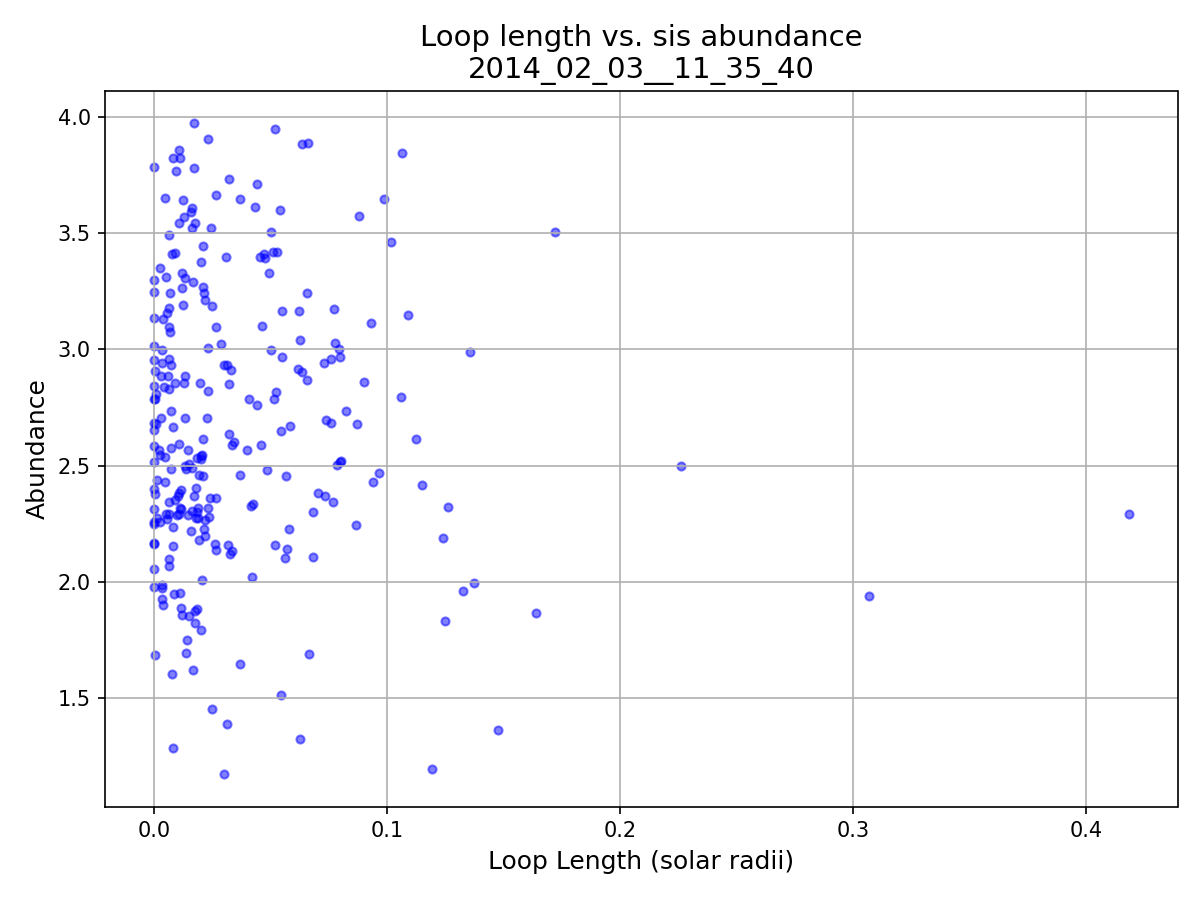 Loop length vs. sis abundance
2014_02_03__11_35_40
4.0
3.5
3.0
2.5
2.0
1.5
Abundance
0.0 0.1 0.2 0.3 0.4
Loop Length (solar radii)